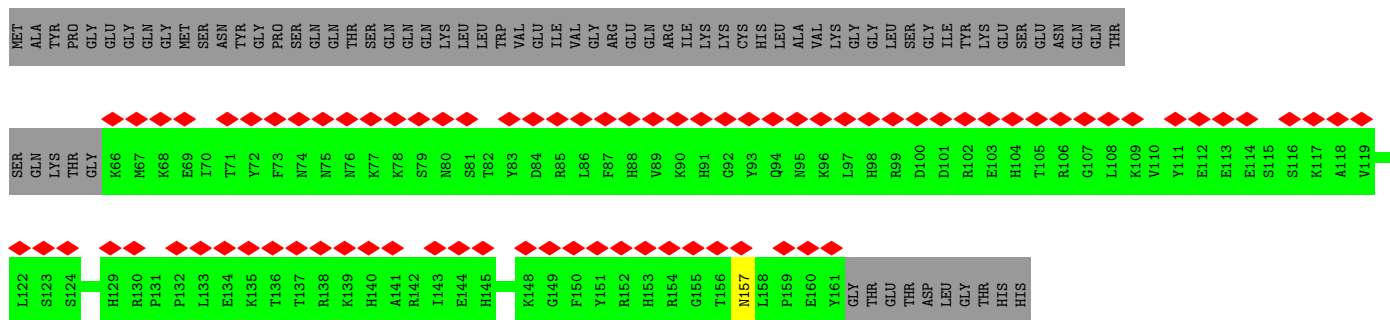 MET ALA TYR PRO GLY GLU GLY GLN GLY MET SER ASN TYR GLY PRO SER GLN GLN THR SER GLN GLN GLN LYS LEU LEU TRP VAL GLU ILE VAL GLY ARG GLU GLN ARG ILE LYS LYS CYS HIS LEU ALA VAL LYS GLY GLY LEU SER GLY ILE TYR LYS GLU SER GLU ASN GLN GLN THR
SER GLN LYS THR GLY K66 M67 K68 E69 I70 T71 Y72 F73 N74 N75 N76 K77 K78 S79 N80 S81 T82 Y83 D84 R85 L86 F87 H88 V89 K90 H91 G92 Y93 Q94 N95 K96 L97 H98 R99 D100 D101 R102 E103 H104 T105 R106 G107 L108 K109 V110 Y111 E112 E113 E114 S115 S116 K117 A118 V119
L122 S123 S124 H129 R130 P131 P132 L133 E134 K135 T136 T137 R138 K139 H140 A141 R142 I143 E144 H145 K148 G149 F150 Y151 R152 H153 R154 G155 T156 N157 L158 P159 E160 Y161 GLY THR GLU THR ASP LEU GLY THR HIS HIS